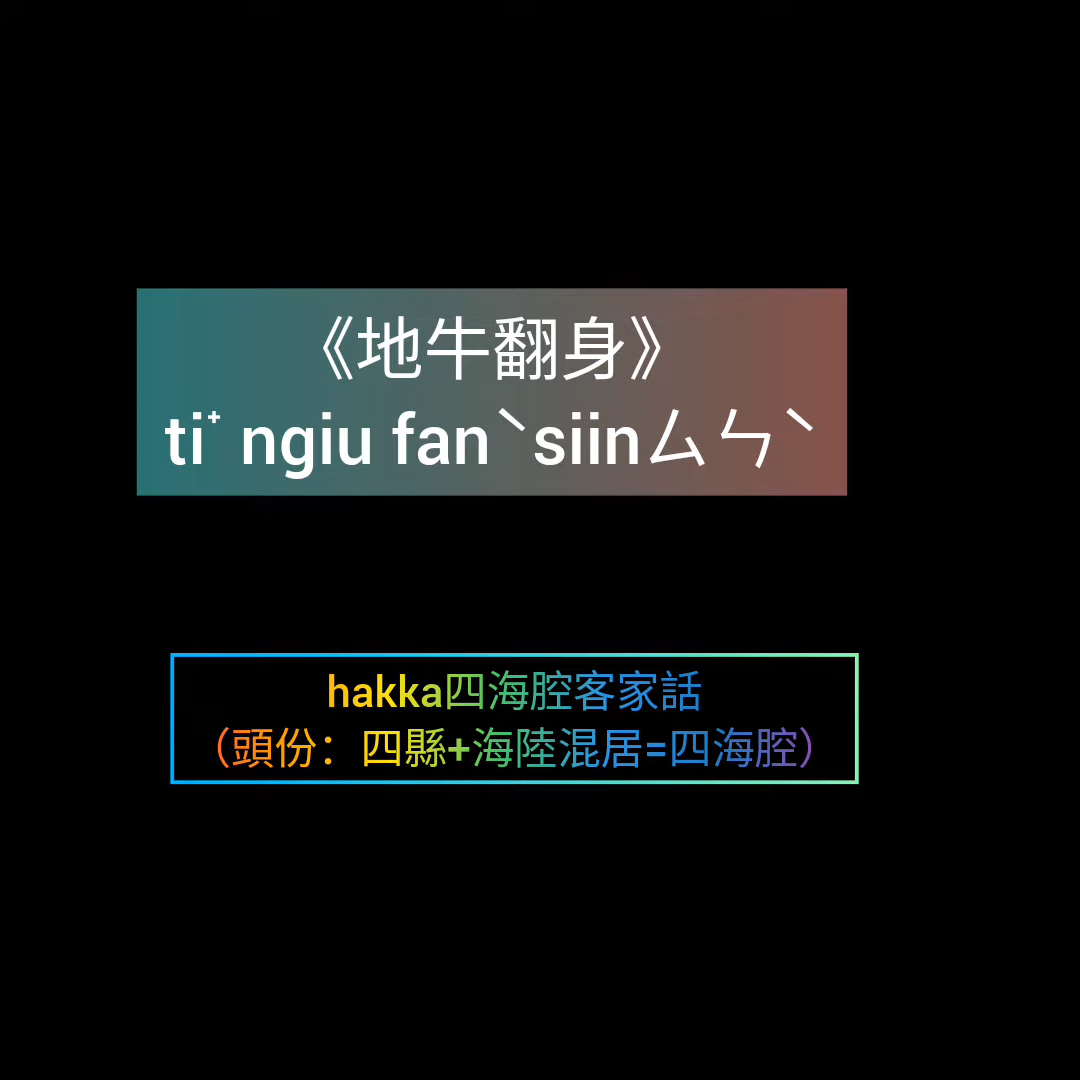 《地牛翻身》
ti⁺ ngiu fanˋsiinㄙㄣˋ
hakka四海腔客家話
（頭份：四縣+海陸混居=四海腔）